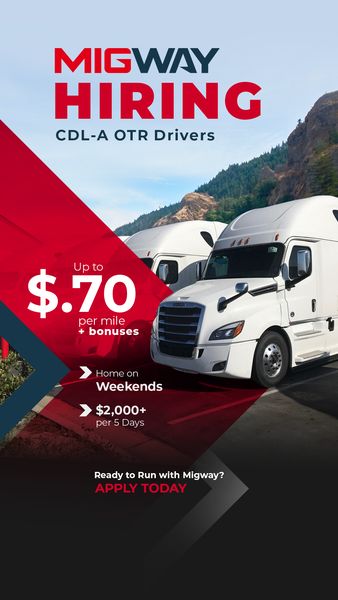 MIGWAY
HIRING
CDL-A OTR Drivers
Up to
$.70
per mile
+ bonuses
Home on
Weekends
$2,000+
per 5 Days
Ready to Run with Migway?
APPLY TODAY